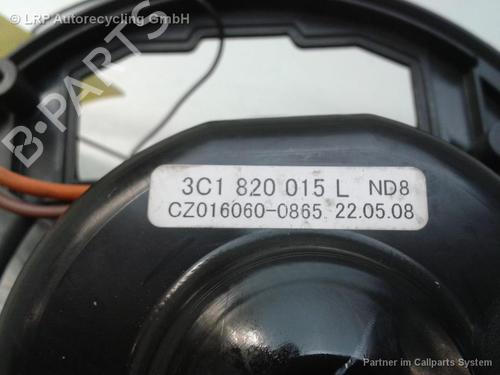 © LRP Autorecycling GmbH
B-PARTS
3C1 820 015 L ND8
CZ016060-0865 22.05.08
Partner im Callparts System